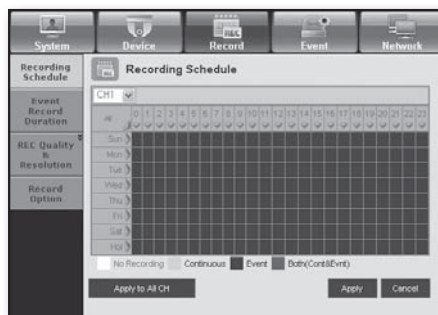 System Device Record Event Network
Recording Schedule
Recording Schedule
Event Record Duration
REC Quality & Resolution
Record Option
CH1
All 0 1 2 3 4 5 6 7 8 9 10 11 12 13 14 15 16 17 18 19 20 21 22 23
Sun
Mon
Tue
Wed
Thu
Fri
Sat
Hol
No Recording Continuous Event Both(Cont&Evnt)
Apply to All CH Apply Cancel